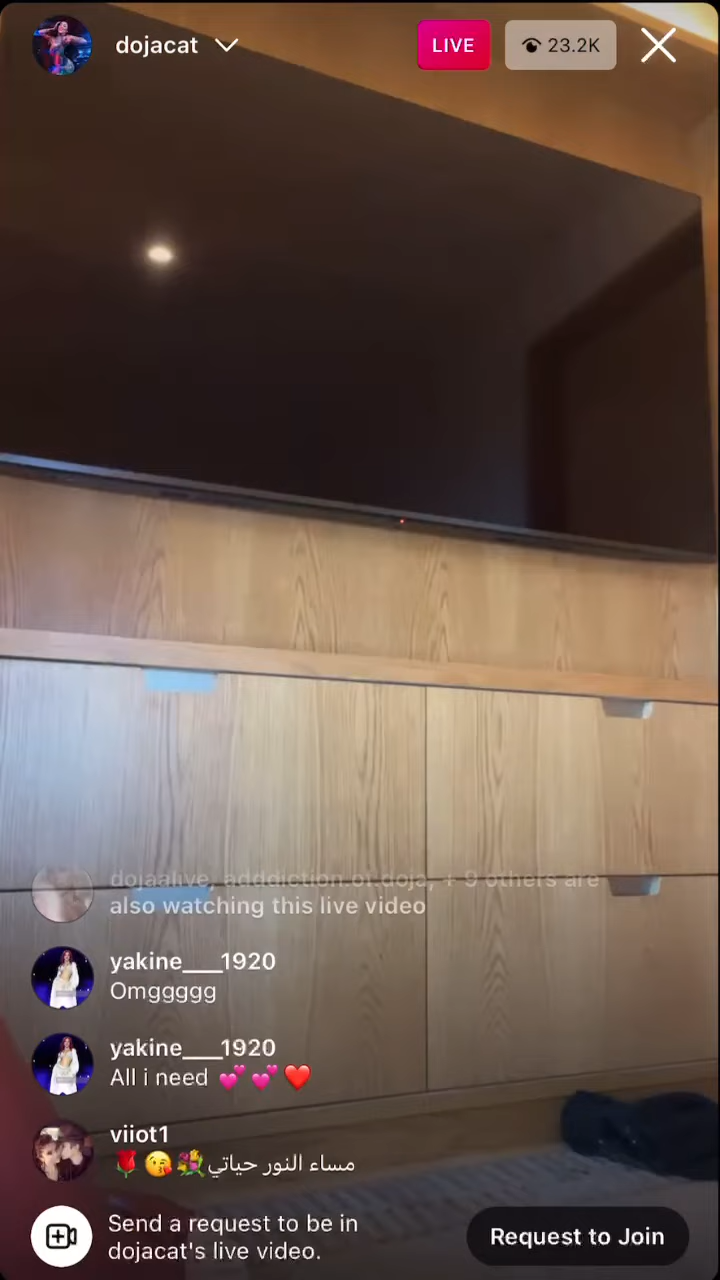 dojacat
LIVE
23.2K
dojaalive, adddiction.of.doja, + 9 others are
also watching this live video
yakine___1920
Omggggg
yakine___1920
All i need 💕 💕 ❤️
viiot1
مساء النور حياتي💐😘🌹
Send a request to be in
dojacat's live video.
Request to Join